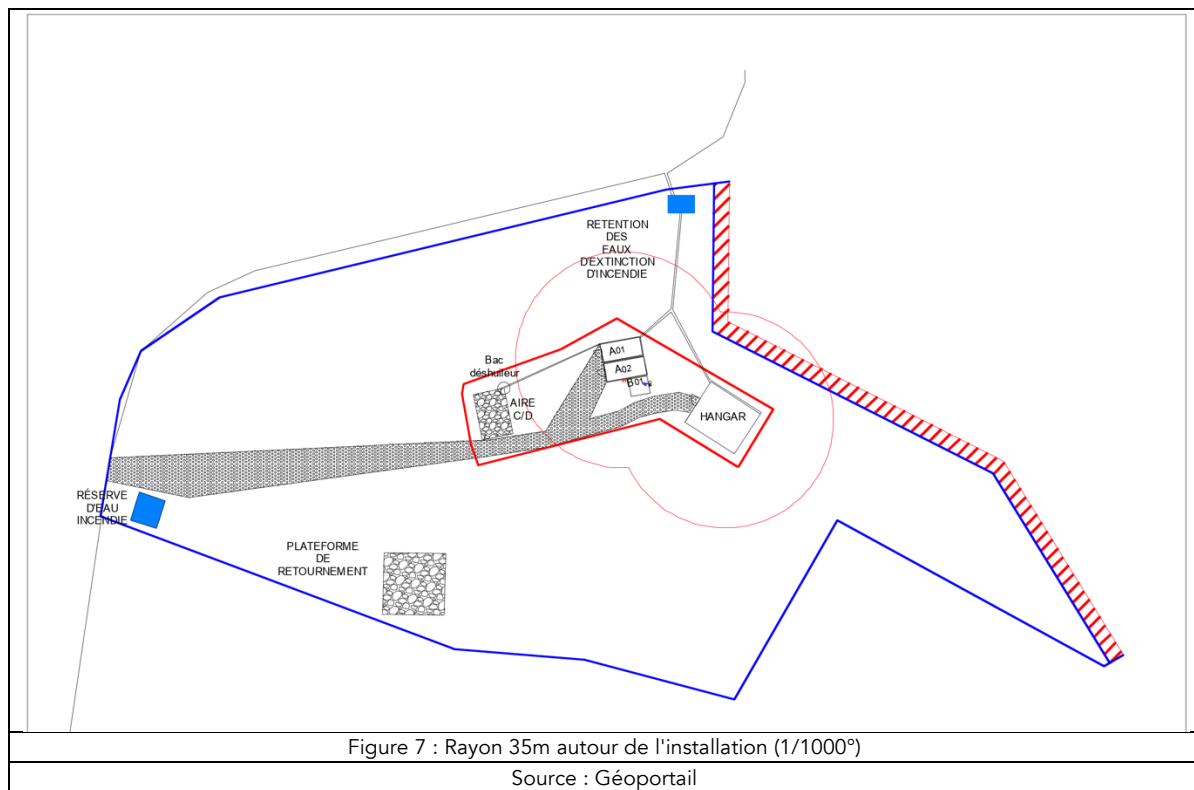 RETENTION
DES
EAUX
D'EXTINCTION
D'INCENDIE
A01
A02
B01
Bac
déshuileur
AIRE
C/D
HANGAR
RÉSERVE
D'EAU
INCENDIE
PLATEFORME
DE
RETOURNEMENT
Figure 7 : Rayon 35m autour de l'installation (1/1000°)
Source : Géoportail